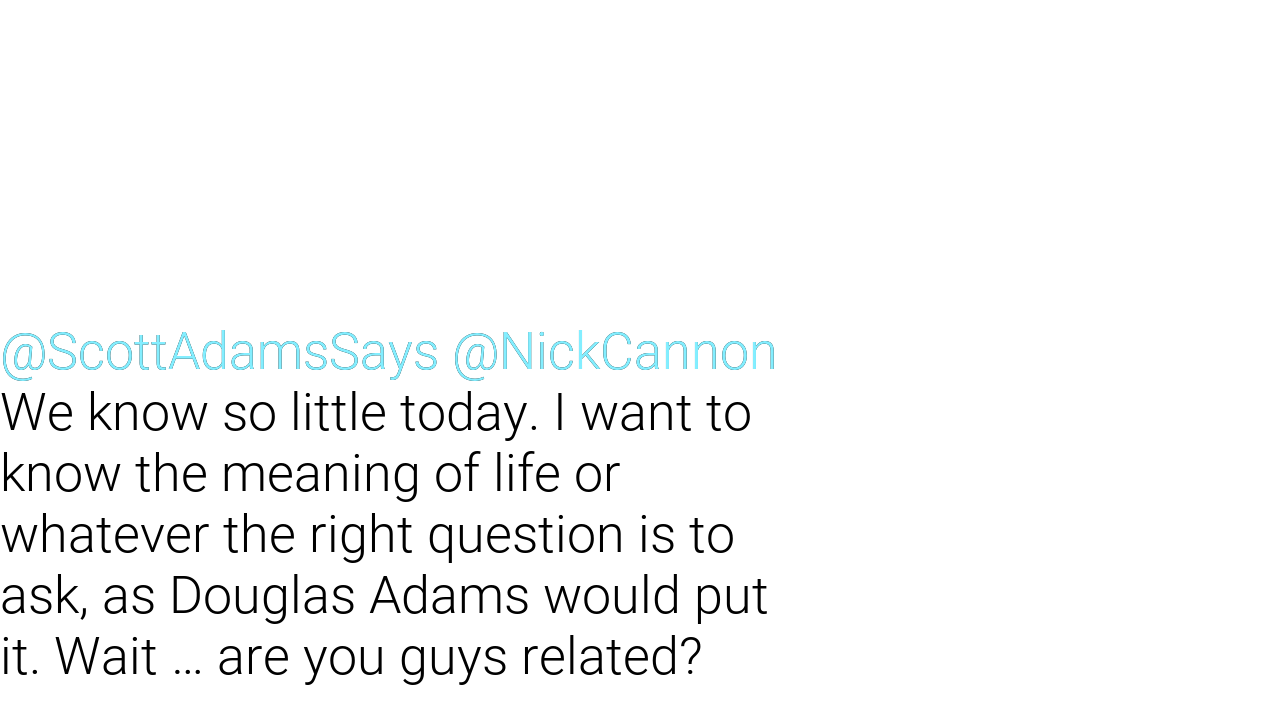 @ScottAdamsSays @NickCannon
We know so little today. I want to
know the meaning of life or
whatever the right question is to
ask, as Douglas Adams would put
it. Wait … are you guys related?